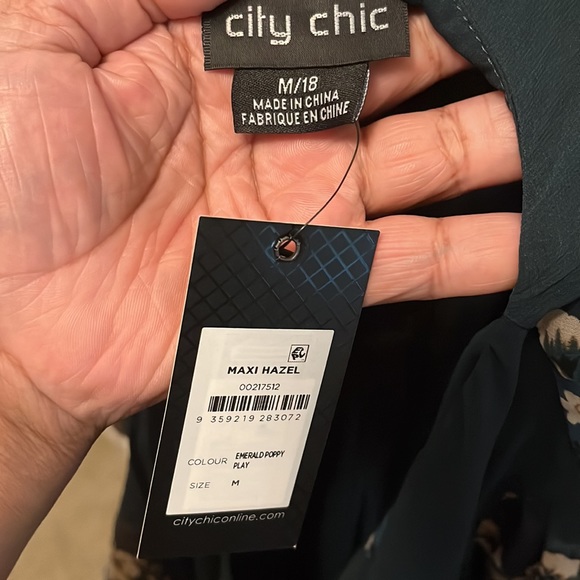 city chic
M/18
MADE IN CHINA
FABRIQUE EN CHINE
MAXI HAZEL
00217512
9 359219 283072
COLOUR EMERALD POPPY
PLAY
SIZE M
citychiconline.com